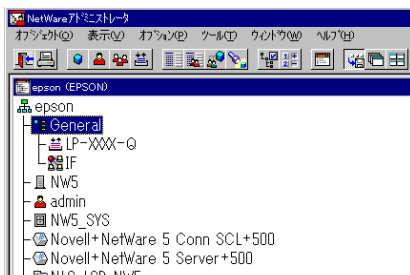 NetWareアドミニストレータ
オブジェクト(O) 表示(V) オプション(P) ツール(T) ウィンドウ(W) ヘルプ(H)
epson (EPSON)
epson
General
LP-XXXX-Q
IF
NW5
admin
NW5_SYS
Novell+NetWare 5 Conn SCL+500
Novell+NetWare 5 Server+500